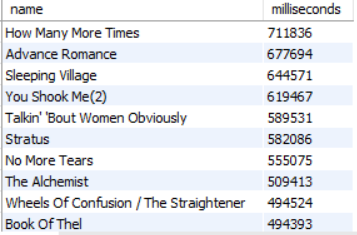 name milliseconds
How Many More Times 711836
Advance Romance 677694
Sleeping Village 644571
You Shook Me(2) 619467
Talkin' 'Bout Women Obviously 589531
Stratus 582086
No More Tears 555075
The Alchemist 509413
Wheels Of Confusion / The Straightener 494524
Book Of Thel 494393